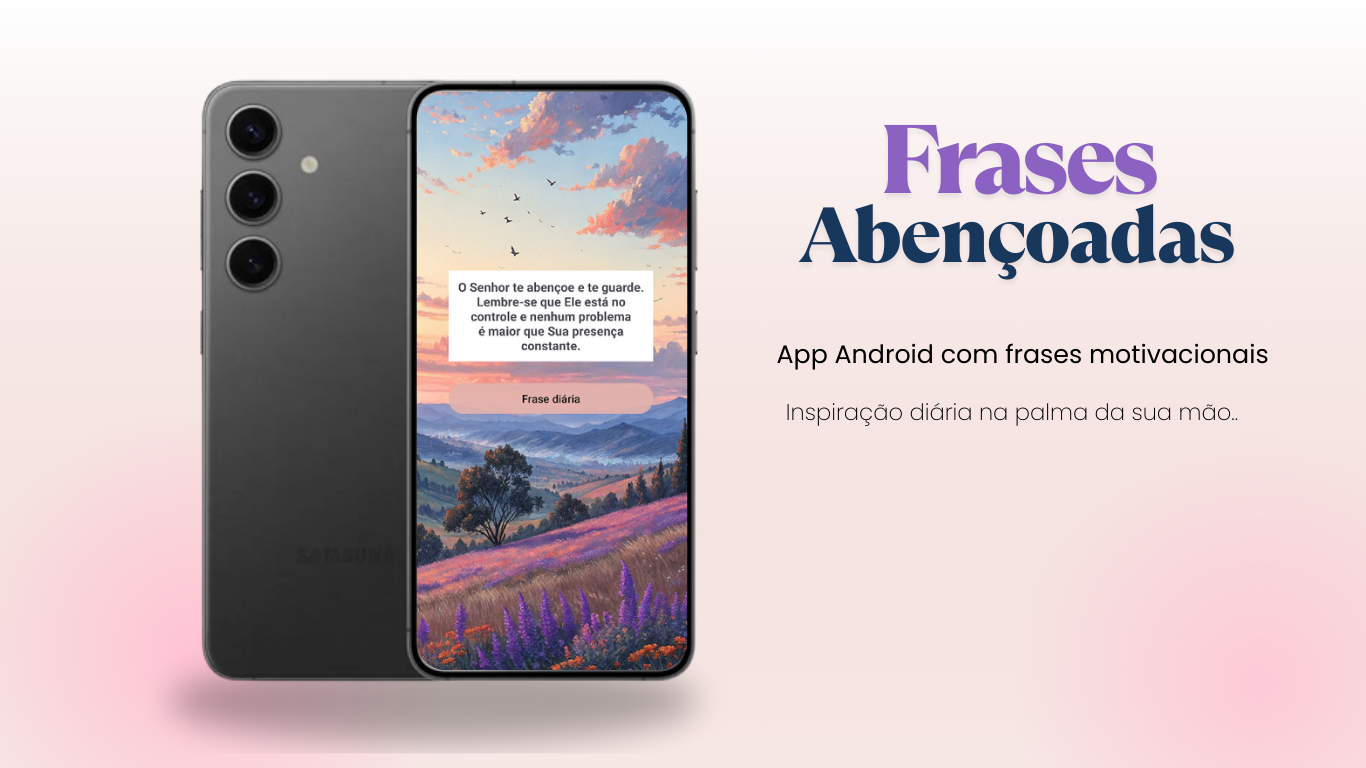 Frases
Abençoadas
App Android com frases motivacionais
Inspiração diária na palma da sua mão..
O Senhor te abençoe e te guarde.
Lembre-se que Ele está no
controle e nenhum problema
é maior que Sua presença
constante.
Frase diária
SAMSUNG